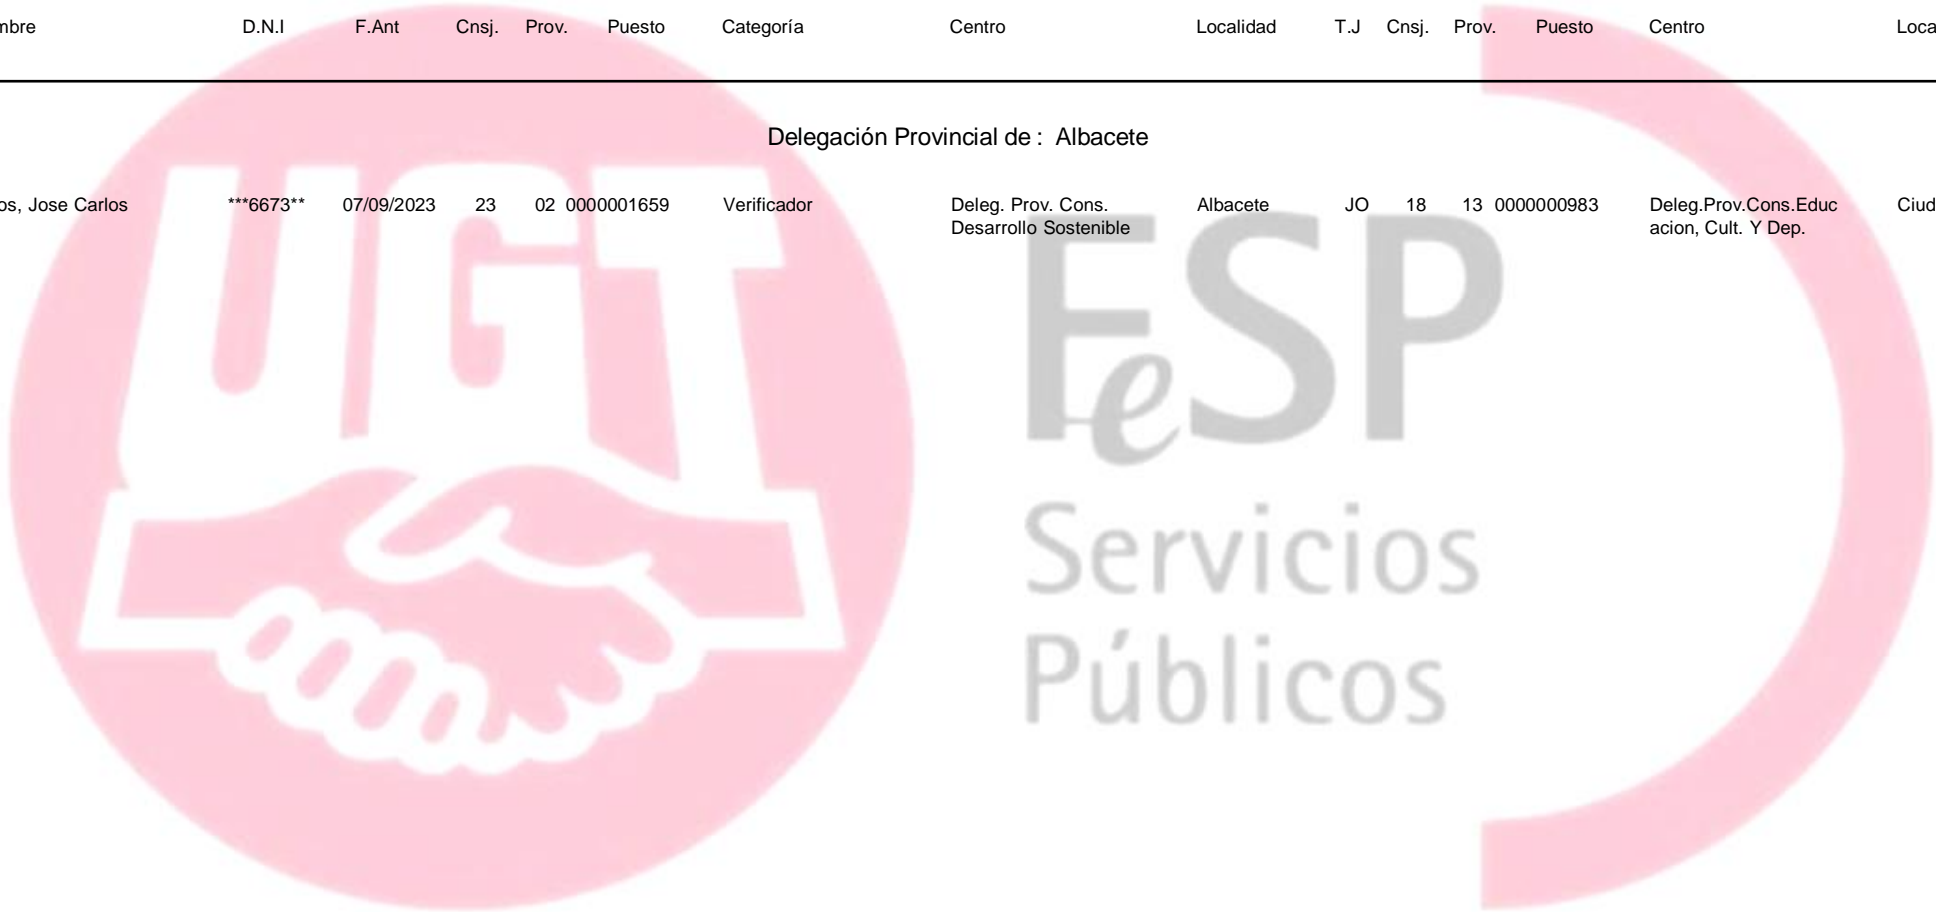 mbre D.N.I F.Ant Cnsj. Prov. Puesto Categoría Centro Localidad T.J Cnsj. Prov. Puesto Centro Loca
Delegación Provincial de : Albacete
os, Jose Carlos ***6673** 07/09/2023 23 02 0000001659 Verificador Deleg. Prov. Cons. Albacete JO 18 13 0000000983 Deleg.Prov.Cons.Educ Ciud
Desarrollo Sostenible acion, Cult. Y Dep.
UGT
FeSP
Servicios
Públicos